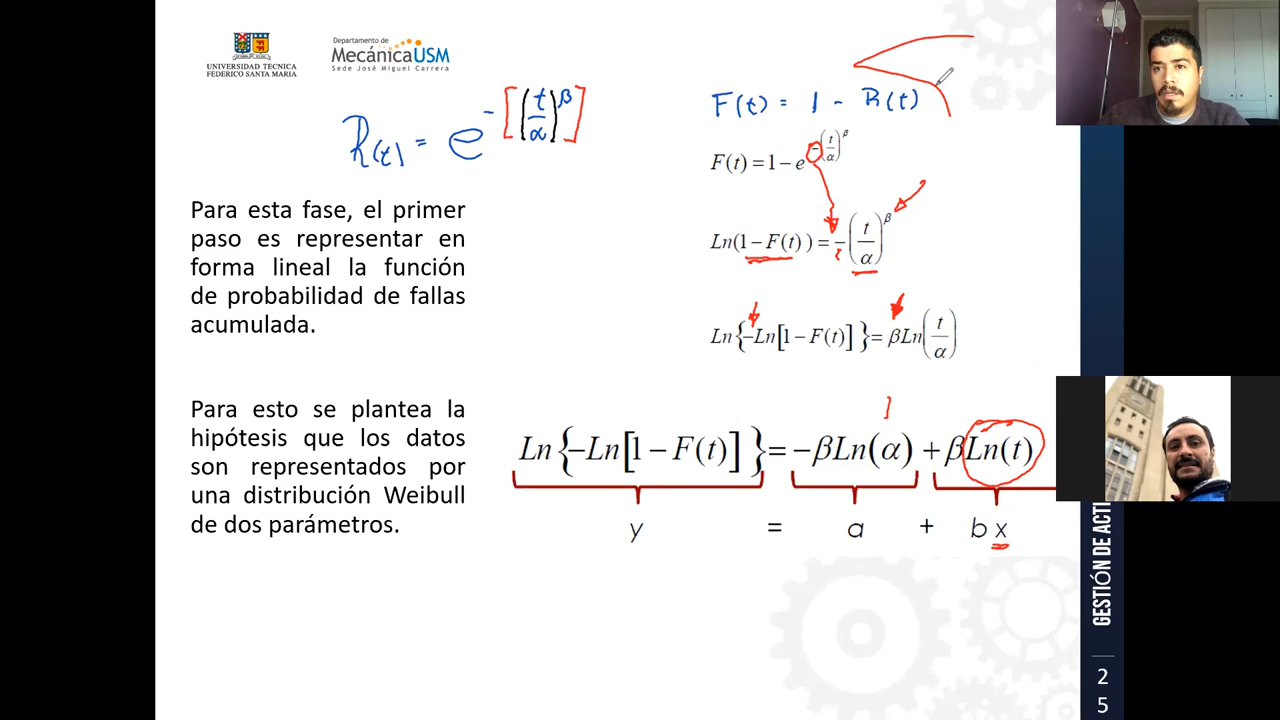 UNIVERSIDAD TECNICA
FEDERICO SANTA MARIA
Departamento de
MecánicaUSM
Sede José Miguel Carrera
R(t) = e^-[(t/α)^β]
F(t) = 1 - R(t)
F(t) = 1 − e^−(t/α)^β
Ln(1 − F(t)) = −(t/α)^β
Ln{−Ln[1 − F(t)]} = βLn(t/α)
Para esta fase, el primer
paso es representar en
forma lineal la función
de probabilidad de fallas
acumulada.
Para esto se plantea la
hipótesis que los datos
son representados por
una distribución Weibull
de dos parámetros.
Ln{−Ln[1 − F(t)]} = −βLn(α) + βLn(t)
y = a + b x
GESTIÓN DE ACTI
2
5